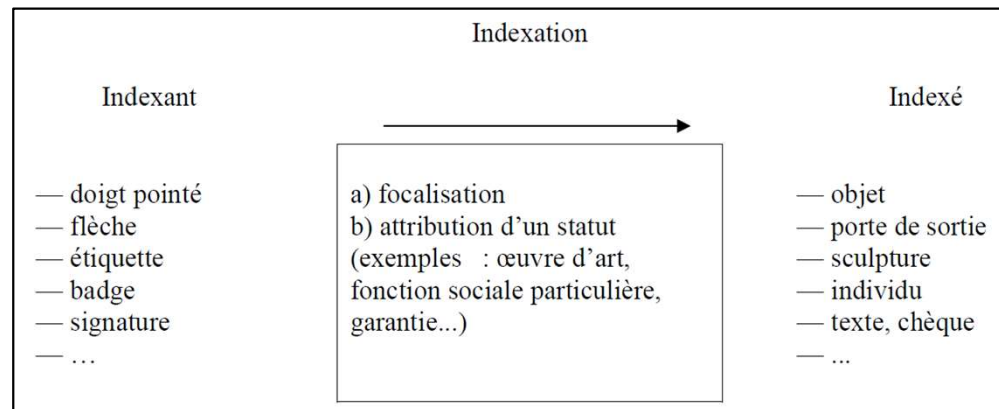 Indexation
Indexant
Indexé
— doigt pointé
— flèche
— étiquette
— badge
— signature
— …
a) focalisation
b) attribution d’un statut
(exemples : œuvre d’art,
fonction sociale particulière,
garantie...)
— objet
— porte de sortie
— sculpture
— individu
— texte, chèque
— ...